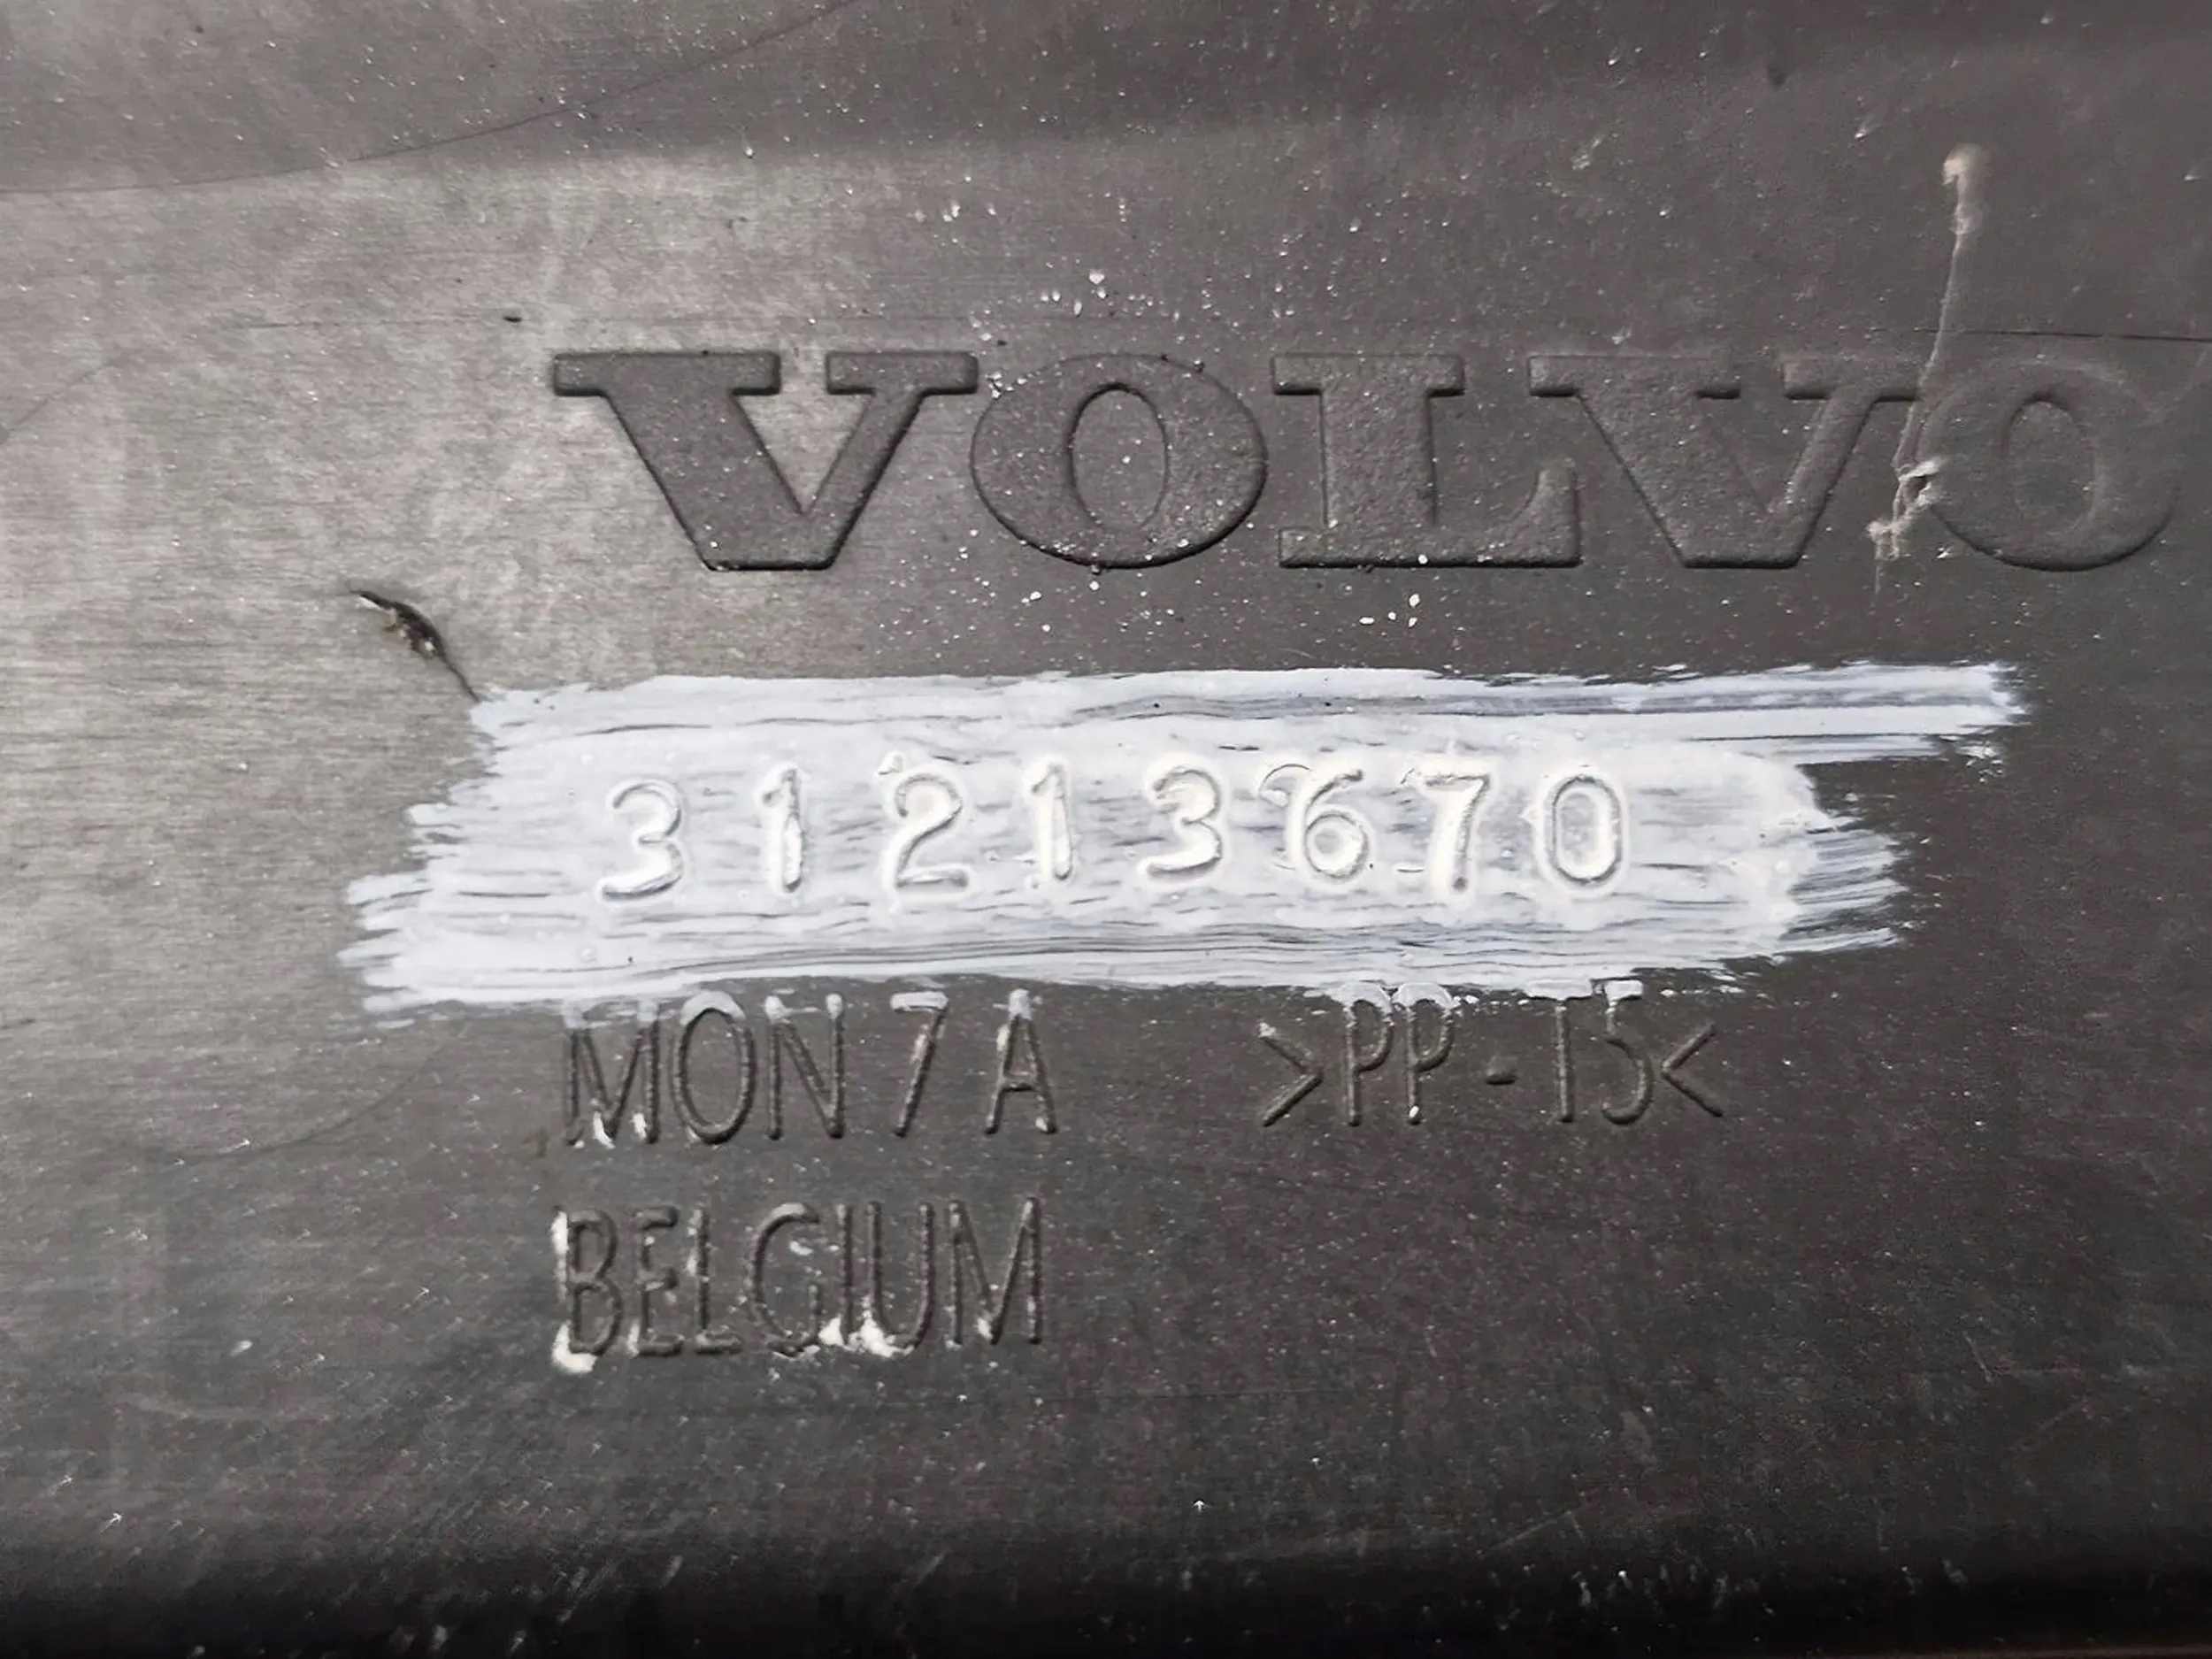 VOLVO
31213670
MON7A >PP-T5<
BELGIUM